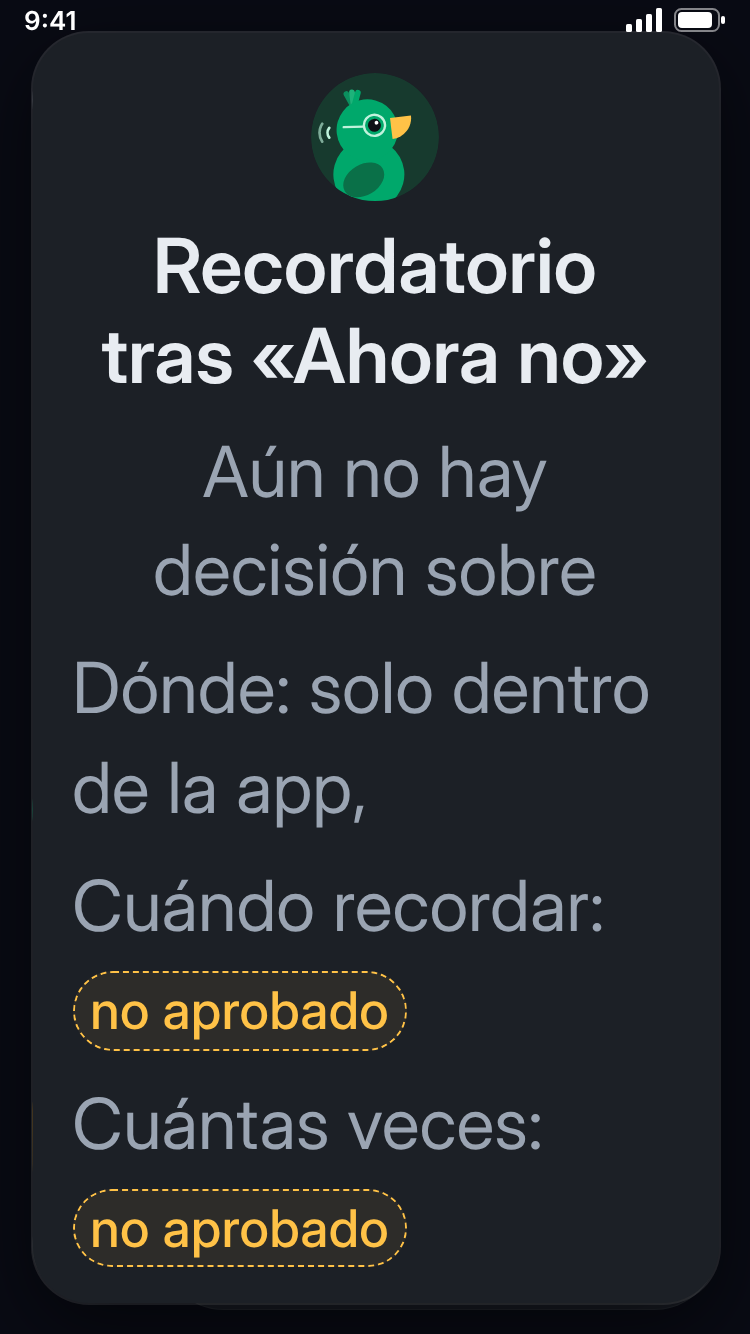 9:41
Recordatorio
tras «Ahora no»
Aún no hay
decisión sobre
Dónde: solo dentro
de la app,
Cuándo recordar:
no aprobado
Cuántas veces:
no aprobado